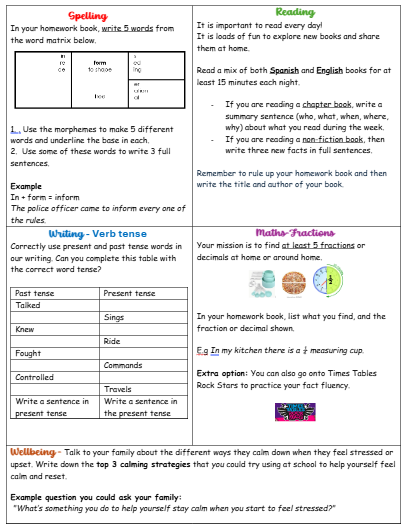 Spelling
In your homework book, write 5 words from
the word matrix below.
in
re
de
form
to shape
s
ed
ing
er
ation
al
1. Use the morphemes to make 5 different
words and underline the base in each.
2. Use some of these words to write 3 full
sentences.
Example
In + form = inform
The police officer came to inform every one of
the rules.
Reading
It is important to read every day!
It is loads of fun to explore new books and share
them at home.
Read a mix of both Spanish and English books for at
least 15 minutes each night.
- If you are reading a chapter book, write a
summary sentence (who, what, when, where,
why) about what you read during the week.
- If you are reading a non-fiction book, then
write three new facts in full sentences.
Remember to rule up your homework book and then
write the title and author of your book.
Writing - Verb tense
Correctly use present and past tense words in
our writing. Can you complete this table with
the correct word tense?
Past tense Present tense
Talked
Sings
Knew
Ride
Fought
Commands
Controlled
Travels
Write a sentence in
present tense
Write a sentence in
the present tense
Maths-Fractions
Your mission is to find at least 5 fractions or
decimals at home or around home.
In your homework book, list what you find, and the
fraction or decimal shown.
E.g In my kitchen there is a ½ measuring cup.
Extra option: You can also go onto Times Tables
Rock Stars to practice your fact fluency.
Wellbeing - Talk to your family about the different ways they calm down when they feel stressed or
upset. Write down the top 3 calming strategies that you could try using at school to help yourself feel
calm and reset.
Example question you could ask your family:
"What's something you do to help yourself stay calm when you start to feel stressed?"